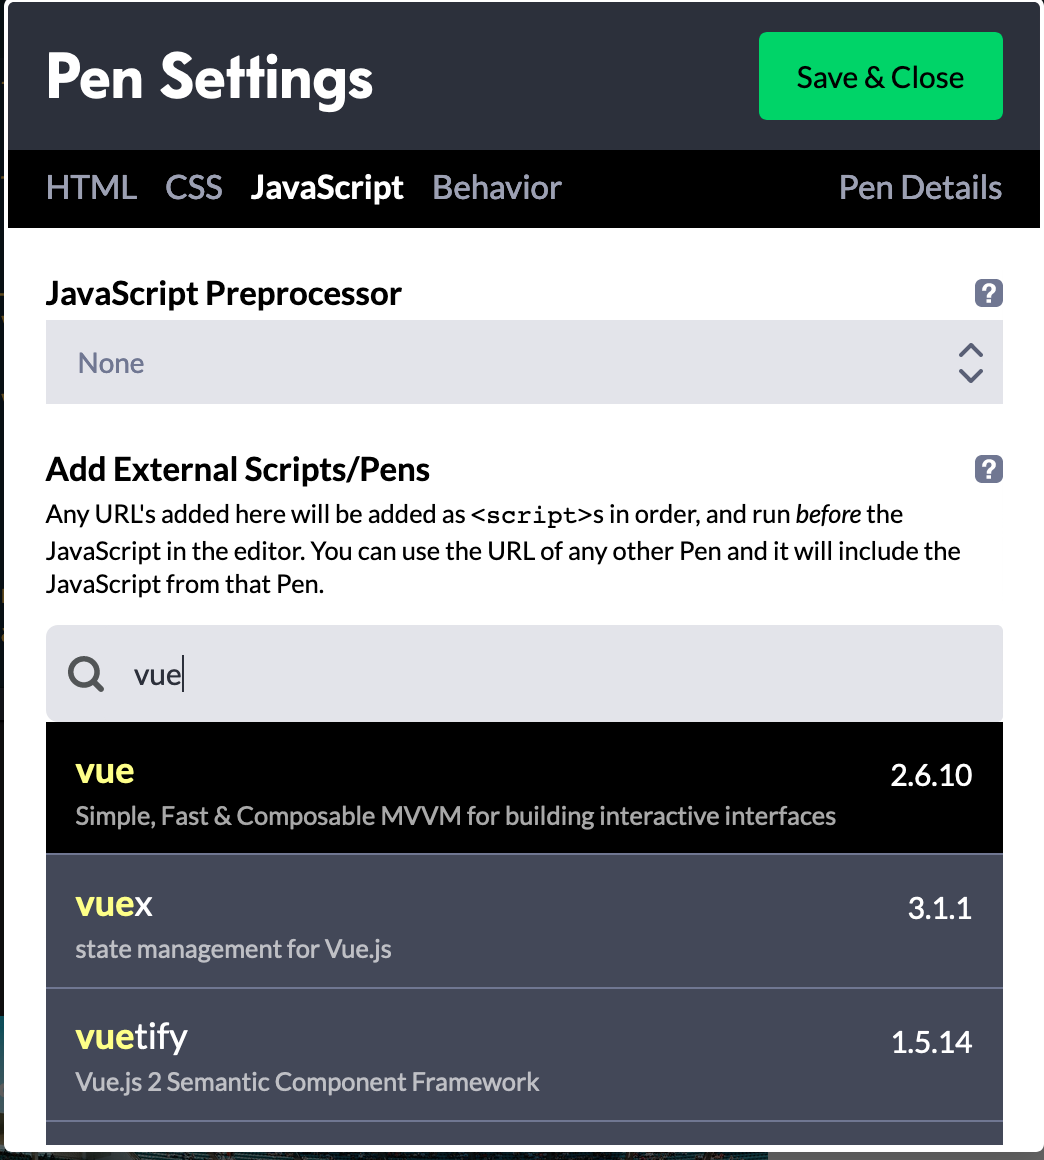 Pen Settings
Save & Close
HTML CSS JavaScript Behavior Pen Details
JavaScript Preprocessor ?
None
Add External Scripts/Pens ?
Any URL's added here will be added as <script>s in order, and run before the
JavaScript in the editor. You can use the URL of any other Pen and it will include the
JavaScript from that Pen.
vue
vue 2.6.10
Simple, Fast & Composable MVVM for building interactive interfaces
vuex 3.1.1
state management for Vue.js
vuetify 1.5.14
Vue.js 2 Semantic Component Framework